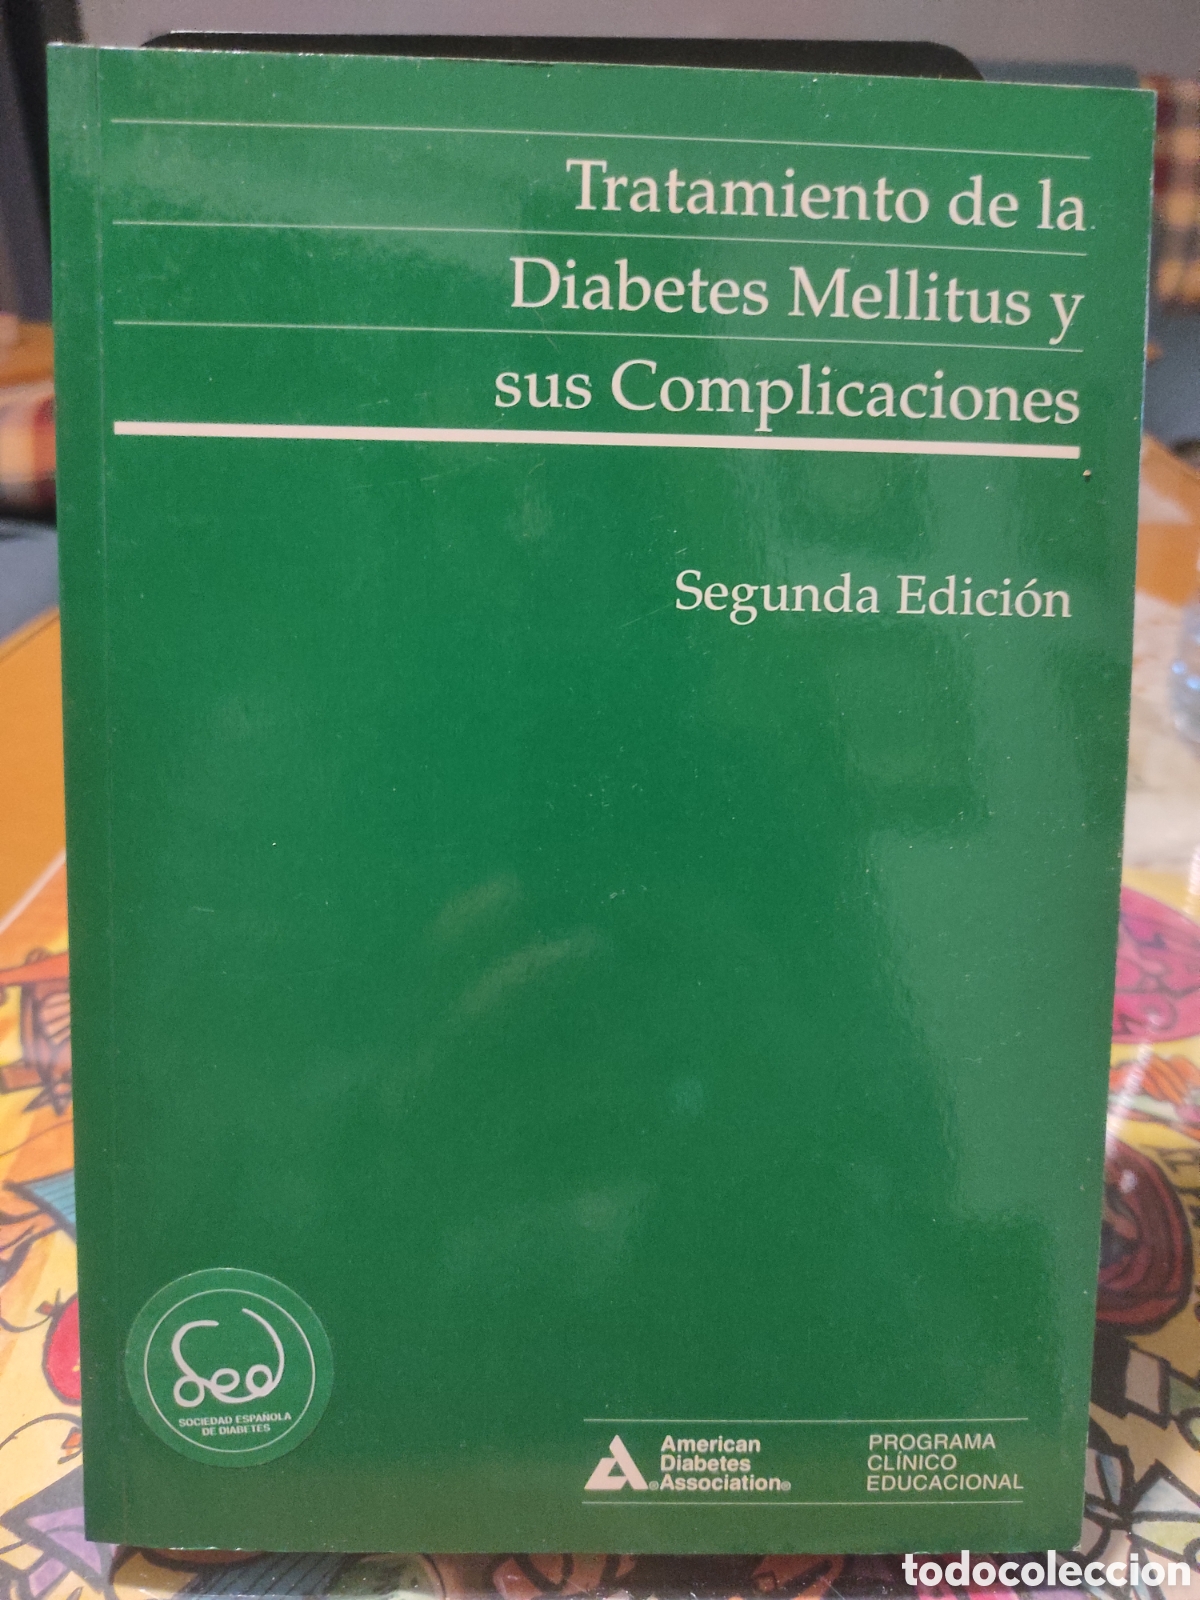 Tratamiento de la
Diabetes Mellitus y
sus Complicaciones
Segunda Edición
Sed
SOCIEDAD ESPAÑOLA
DE DIABETES
American
Diabetes
®Association®
PROGRAMA
CLÍNICO
EDUCACIONAL
todocoleccion